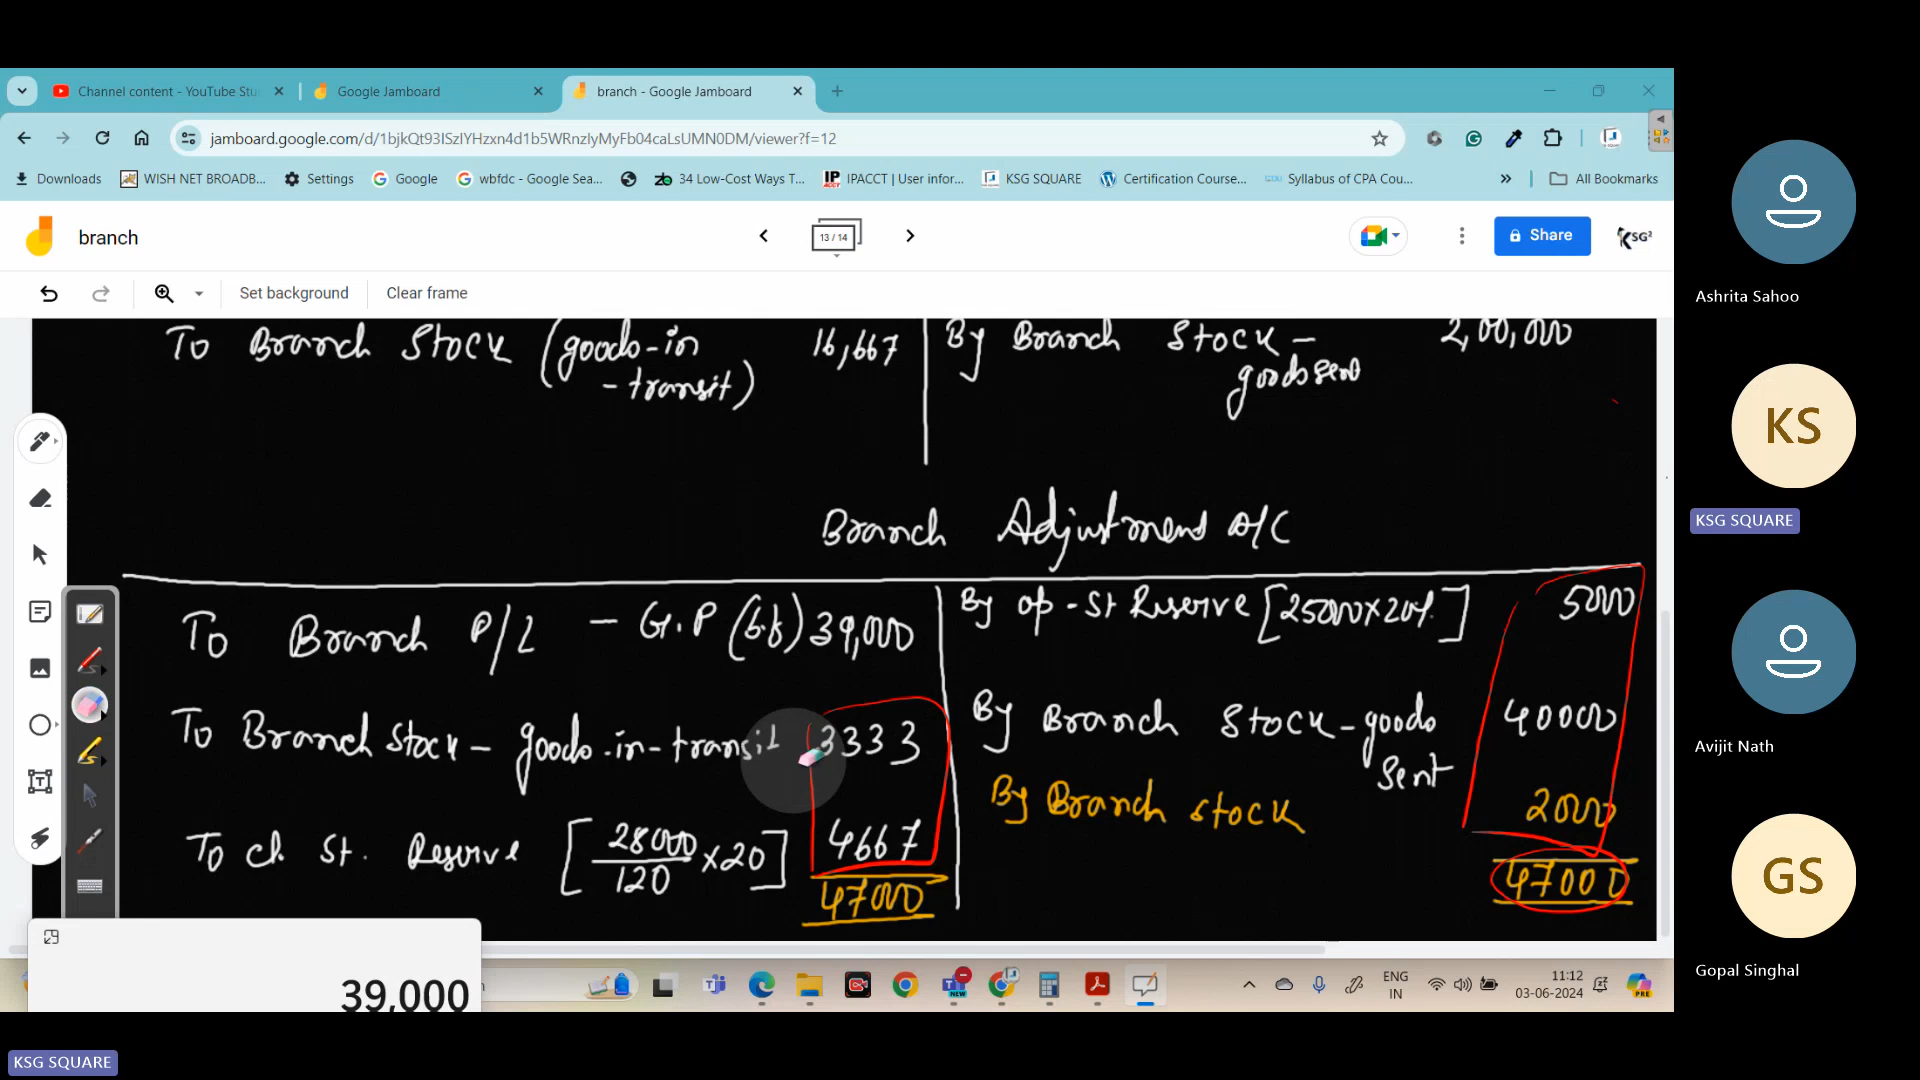 Channel content - YouTube Stu
Google Jamboard
branch - Google Jamboard
jamboard.google.com/d/1bjkQt93ISzIYHzxn4d1b5WRnzIyMyFb04caLsUMN0DM/viewer?f=12
Downloads
WISH NET BROADB...
Settings
Google
wbfdc - Google Sea...
34 Low-Cost Ways T...
IPACCT | User infor...
KSG SQUARE
Certification Course...
Syllabus of CPA Cou...
All Bookmarks
branch
13 / 14
Share
KSG²
Set background
Clear frame
To Branch Stock (goods-in
- transit)
16,667
By Branch Stock -
goods sent
2,00,000
Branch Adjustment A/C
To Branch P/L - G.P (b.f) 39,000
By op - St Reserve [25000x20%] 5000
To Branch Stock - goods-in-transit 3333
By Branch Stock - goods
Sent
40000
By Branch stock 2000
To cl. St. Reserve [28000/120 x 20] 4667
47000
47000
39,000
ENG
IN
11:12
03-06-2024
Ashrita Sahoo
KS
KSG SQUARE
Avijit Nath
GS
Gopal Singhal
KSG SQUARE